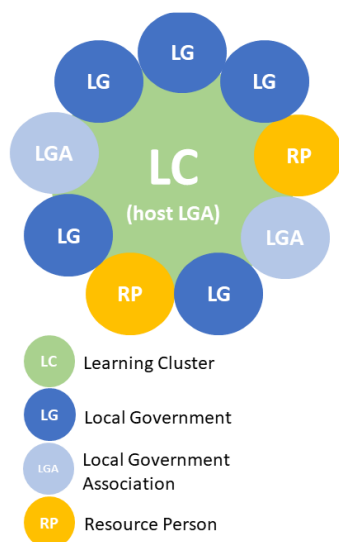 LG
LG
LG
LGA
RP
LC
(host LGA)
LG
LGA
RP
LG
LC Learning Cluster
LG Local Government
LGA Local Government
Association
RP Resource Person